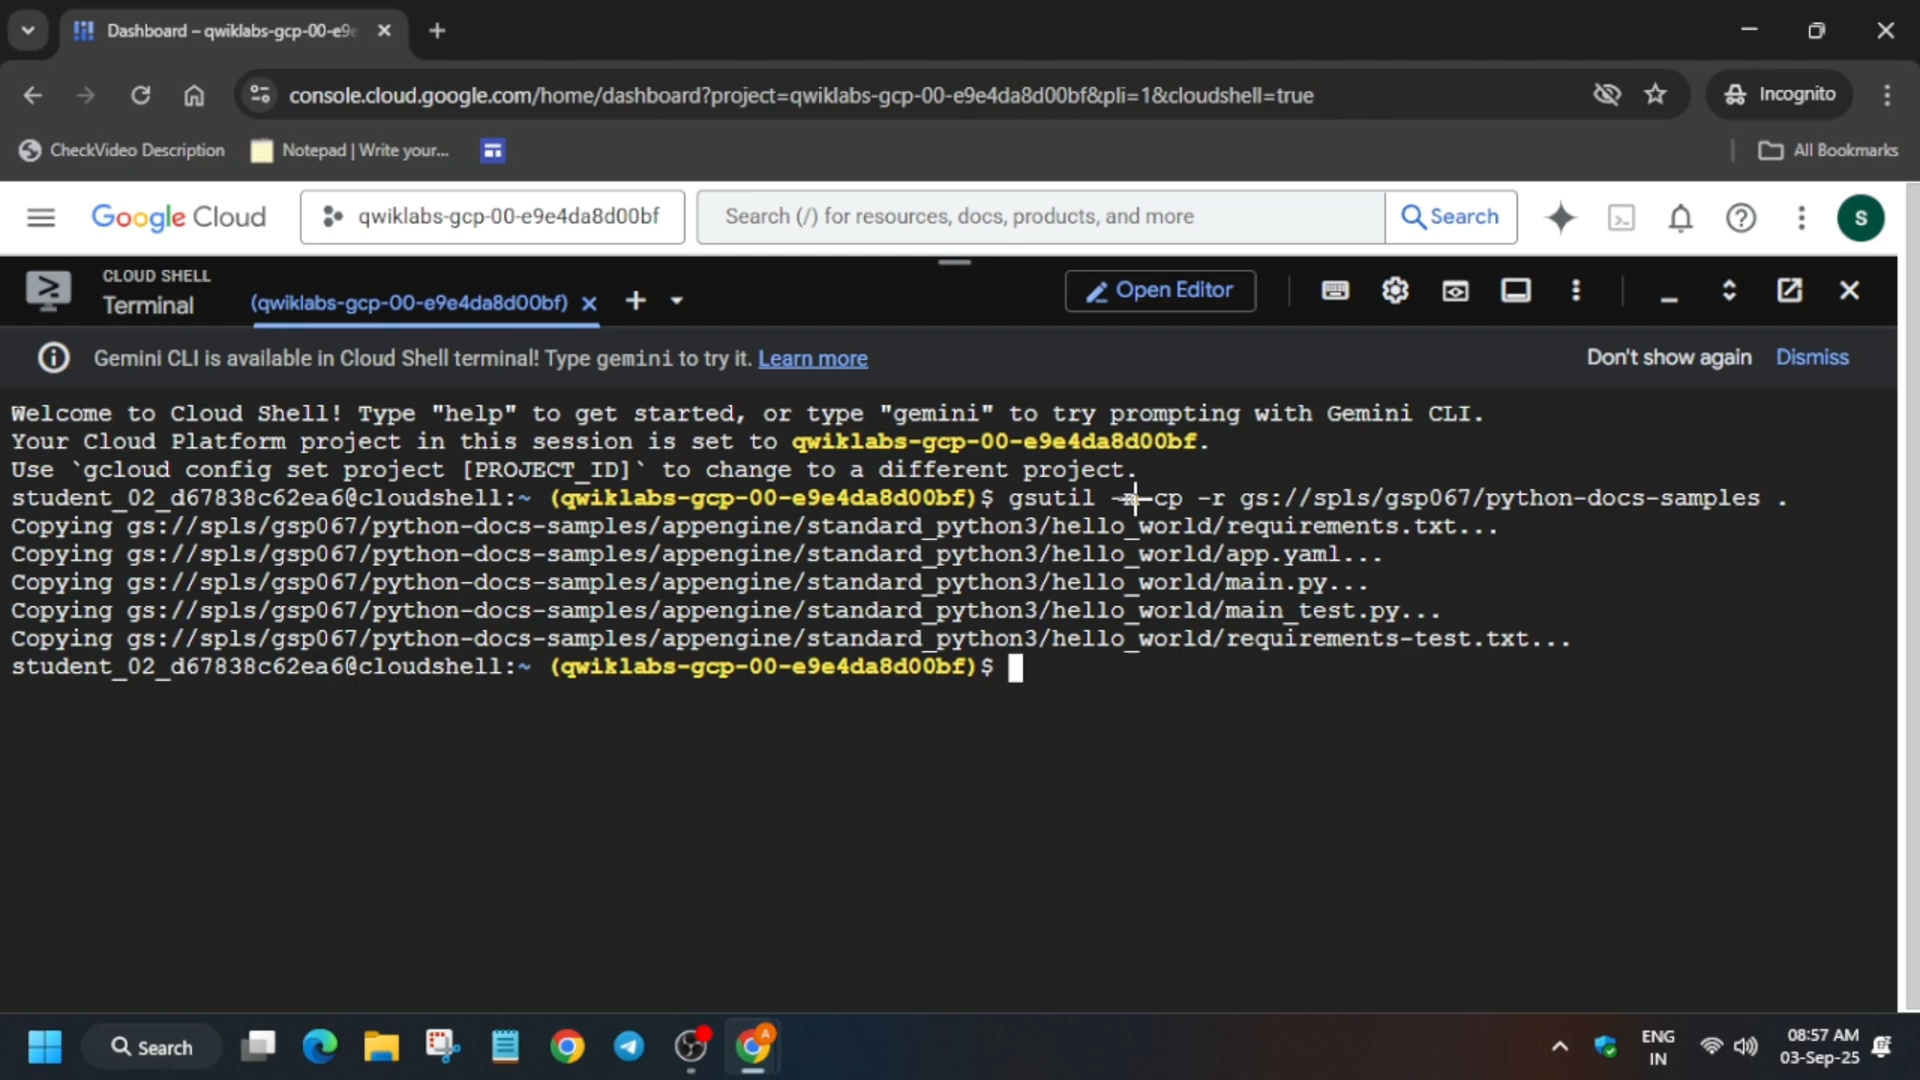 Dashboard – qwiklabs-gcp-00-e9e
console.cloud.google.com/home/dashboard?project=qwiklabs-gcp-00-e9e4da8d00bf&pli=1&cloudshell=true
Incognito
CheckVideo Description
Notepad | Write your...
All Bookmarks
Google Cloud
qwiklabs-gcp-00-e9e4da8d00bf
Search (/) for resources, docs, products, and more
Search
S
CLOUD SHELL
Terminal
(qwiklabs-gcp-00-e9e4da8d00bf)
Open Editor
Gemini CLI is available in Cloud Shell terminal! Type gemini to try it. Learn more
Don't show again
Dismiss
Welcome to Cloud Shell! Type "help" to get started, or type "gemini" to try prompting with Gemini CLI.
Your Cloud Platform project in this session is set to qwiklabs-gcp-00-e9e4da8d00bf.
Use `gcloud config set project [PROJECT_ID]` to change to a different project.
student_02_d67838c62ea6@cloudshell:~ (qwiklabs-gcp-00-e9e4da8d00bf)$ gsutil -m cp -r gs://spls/gsp067/python-docs-samples .
Copying gs://spls/gsp067/python-docs-samples/appengine/standard_python3/hello_world/requirements.txt...
Copying gs://spls/gsp067/python-docs-samples/appengine/standard_python3/hello_world/app.yaml...
Copying gs://spls/gsp067/python-docs-samples/appengine/standard_python3/hello_world/main.py...
Copying gs://spls/gsp067/python-docs-samples/appengine/standard_python3/hello_world/main_test.py...
Copying gs://spls/gsp067/python-docs-samples/appengine/standard_python3/hello_world/requirements-test.txt...
student_02_d67838c62ea6@cloudshell:~ (qwiklabs-gcp-00-e9e4da8d00bf)$
Search
A
ENG
IN
08:57 AM
03-Sep-25